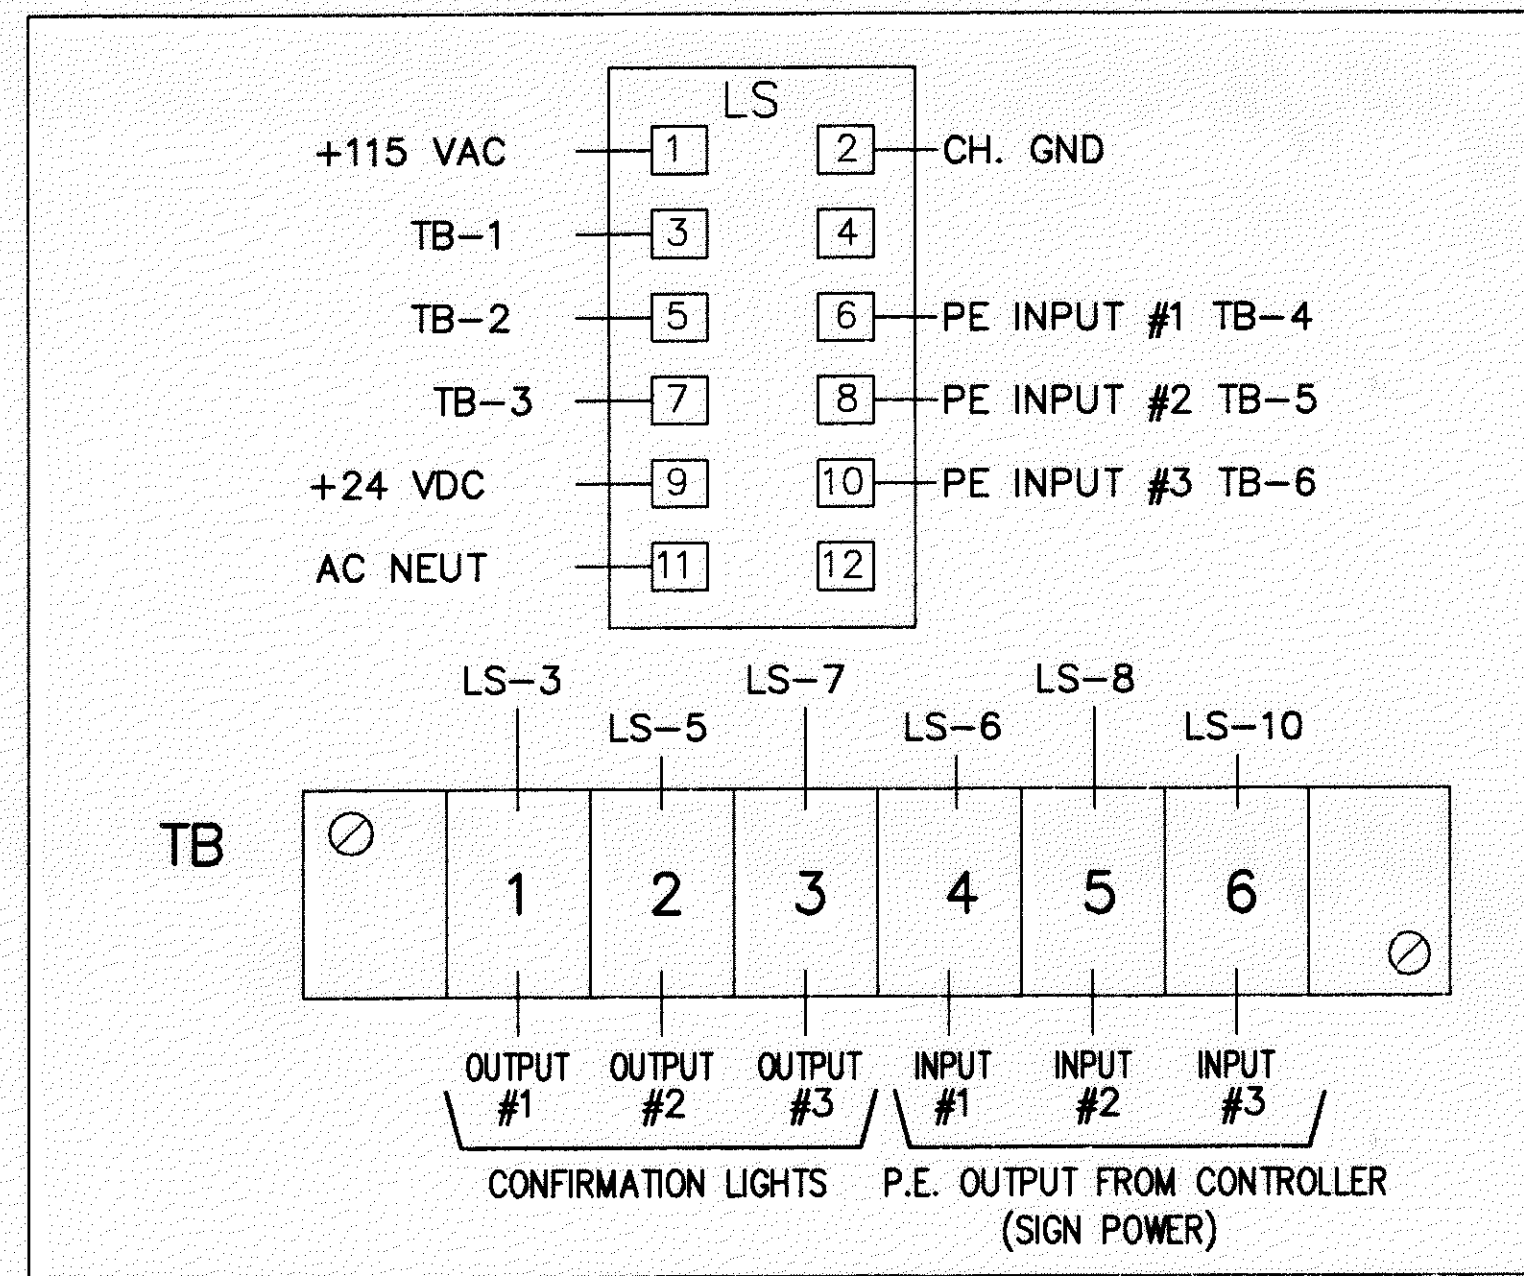 LS
+115 VAC 1 2 CH. GND
TB-1 3 4
TB-2 5 6 PE INPUT #1 TB-4
TB-3 7 8 PE INPUT #2 TB-5
+24 VDC 9 10 PE INPUT #3 TB-6
AC NEUT 11 12
LS-3 LS-7 LS-8
LS-5 LS-6 LS-10
TB 1 2 3 4 5 6
OUTPUT OUTPUT OUTPUT INPUT INPUT INPUT
#1 #2 #3 #1 #2 #3
CONFIRMATION LIGHTS P.E. OUTPUT FROM CONTROLLER
(SIGN POWER)